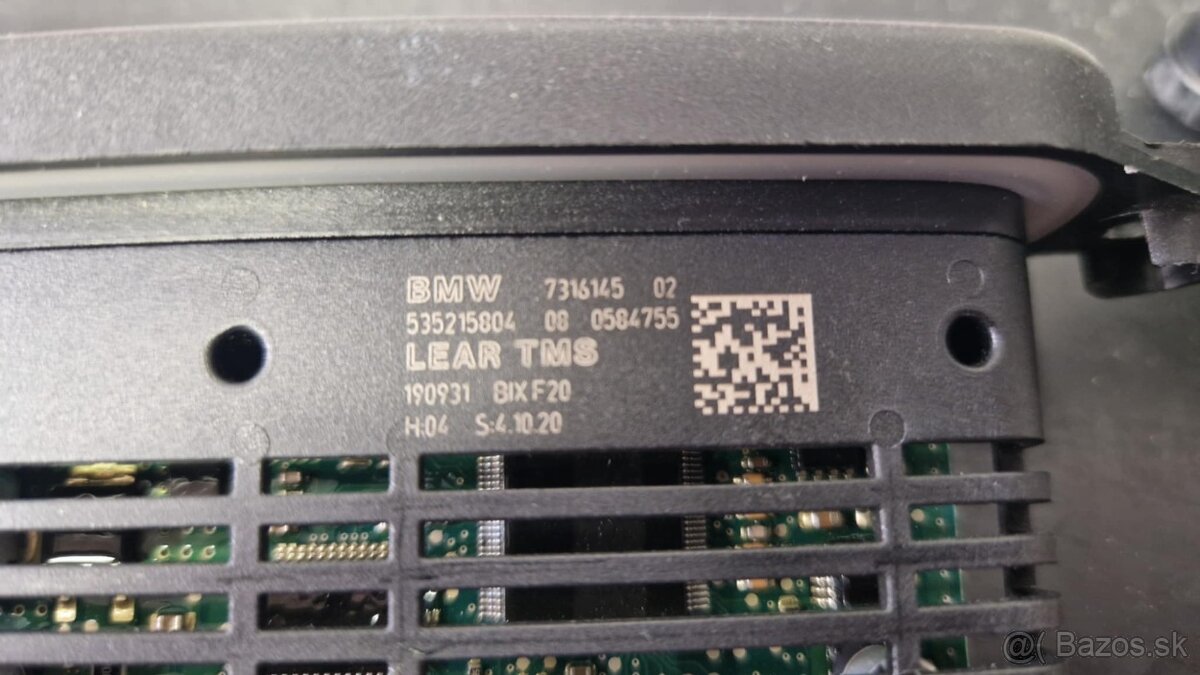 BMW 7316145 02
535215804 08 0584755
LEAR TMS
190931 BIX F20
H:04 S:4.10.20
@( Bazos.sk